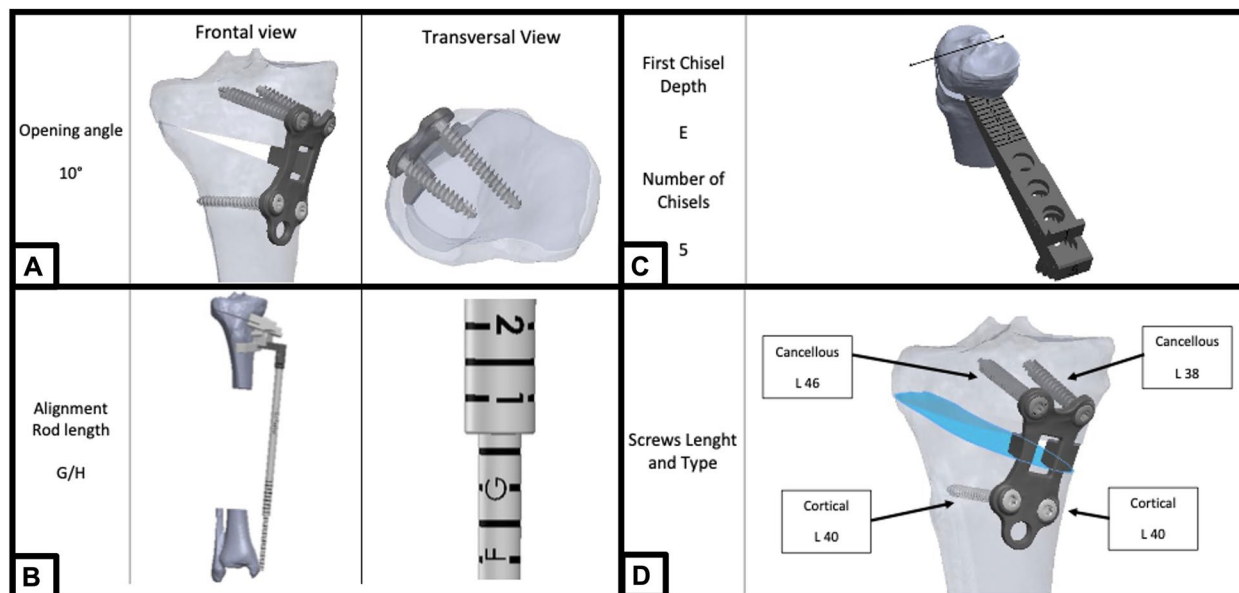 Opening angle
10°
Frontal view
Transversal View
A
First Chisel
Depth
E
Number of
Chisels
5
C
Alignment
Rod length
G/H
2
1
G
F
B
Screws Lenght
and Type
Cancellous
L 46
Cancellous
L 38
Cortical
L 40
Cortical
L 40
D